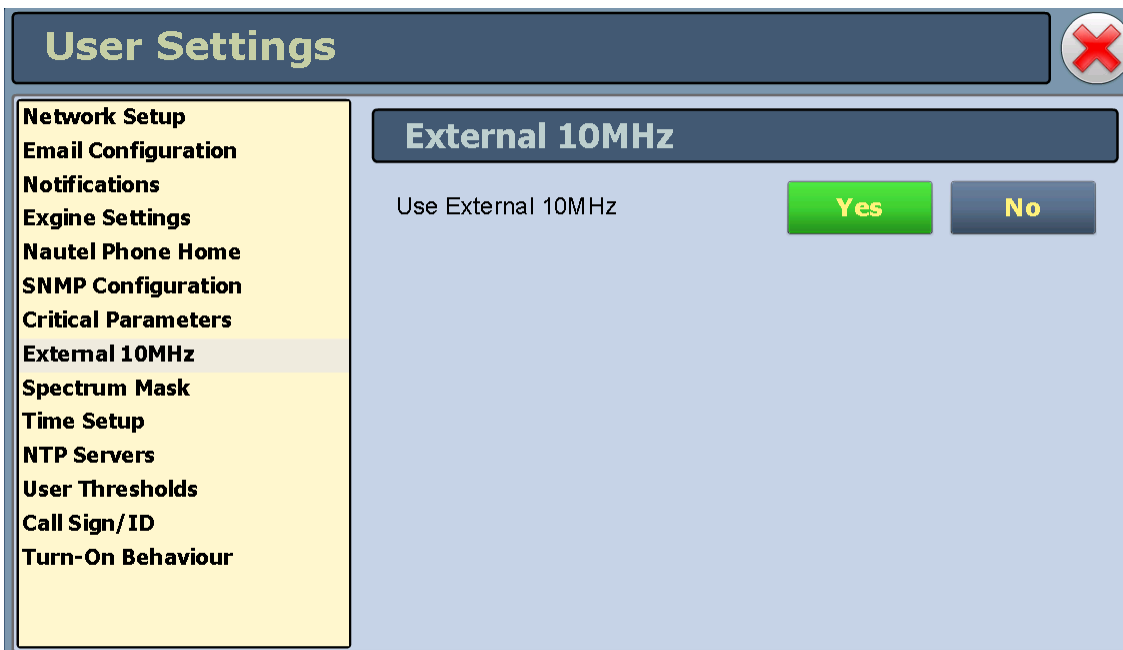 User Settings
Network Setup
Email Configuration
Notifications
Exgine Settings
Nautel Phone Home
SNMP Configuration
Critical Parameters
External 10MHz
Spectrum Mask
Time Setup
NTP Servers
User Thresholds
Call Sign/ID
Turn-On Behaviour
External 10MHz
Use External 10MHz Yes No